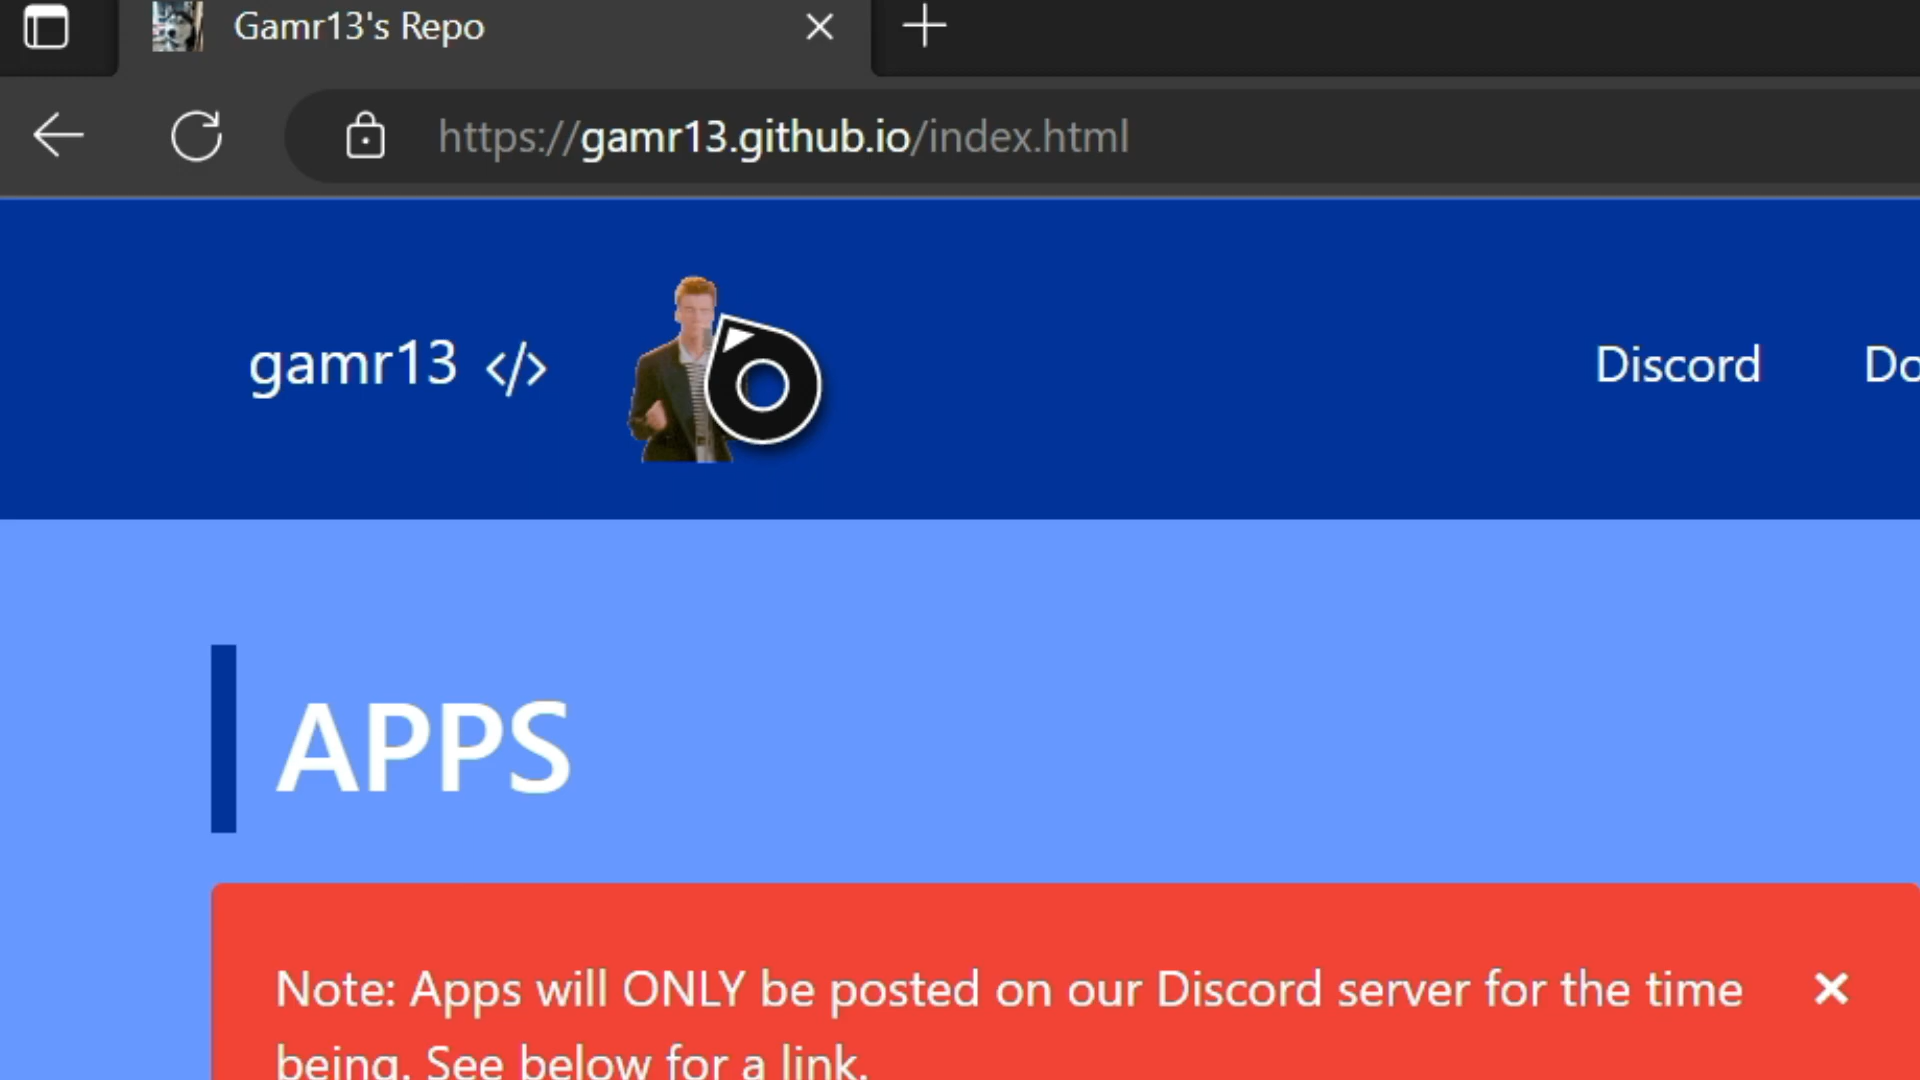 Gamr13's Repo
https://gamr13.github.io/index.html
gamr13 </>
Discord
APPS
Note: Apps will ONLY be posted on our Discord server for the time
being. See below for a link.